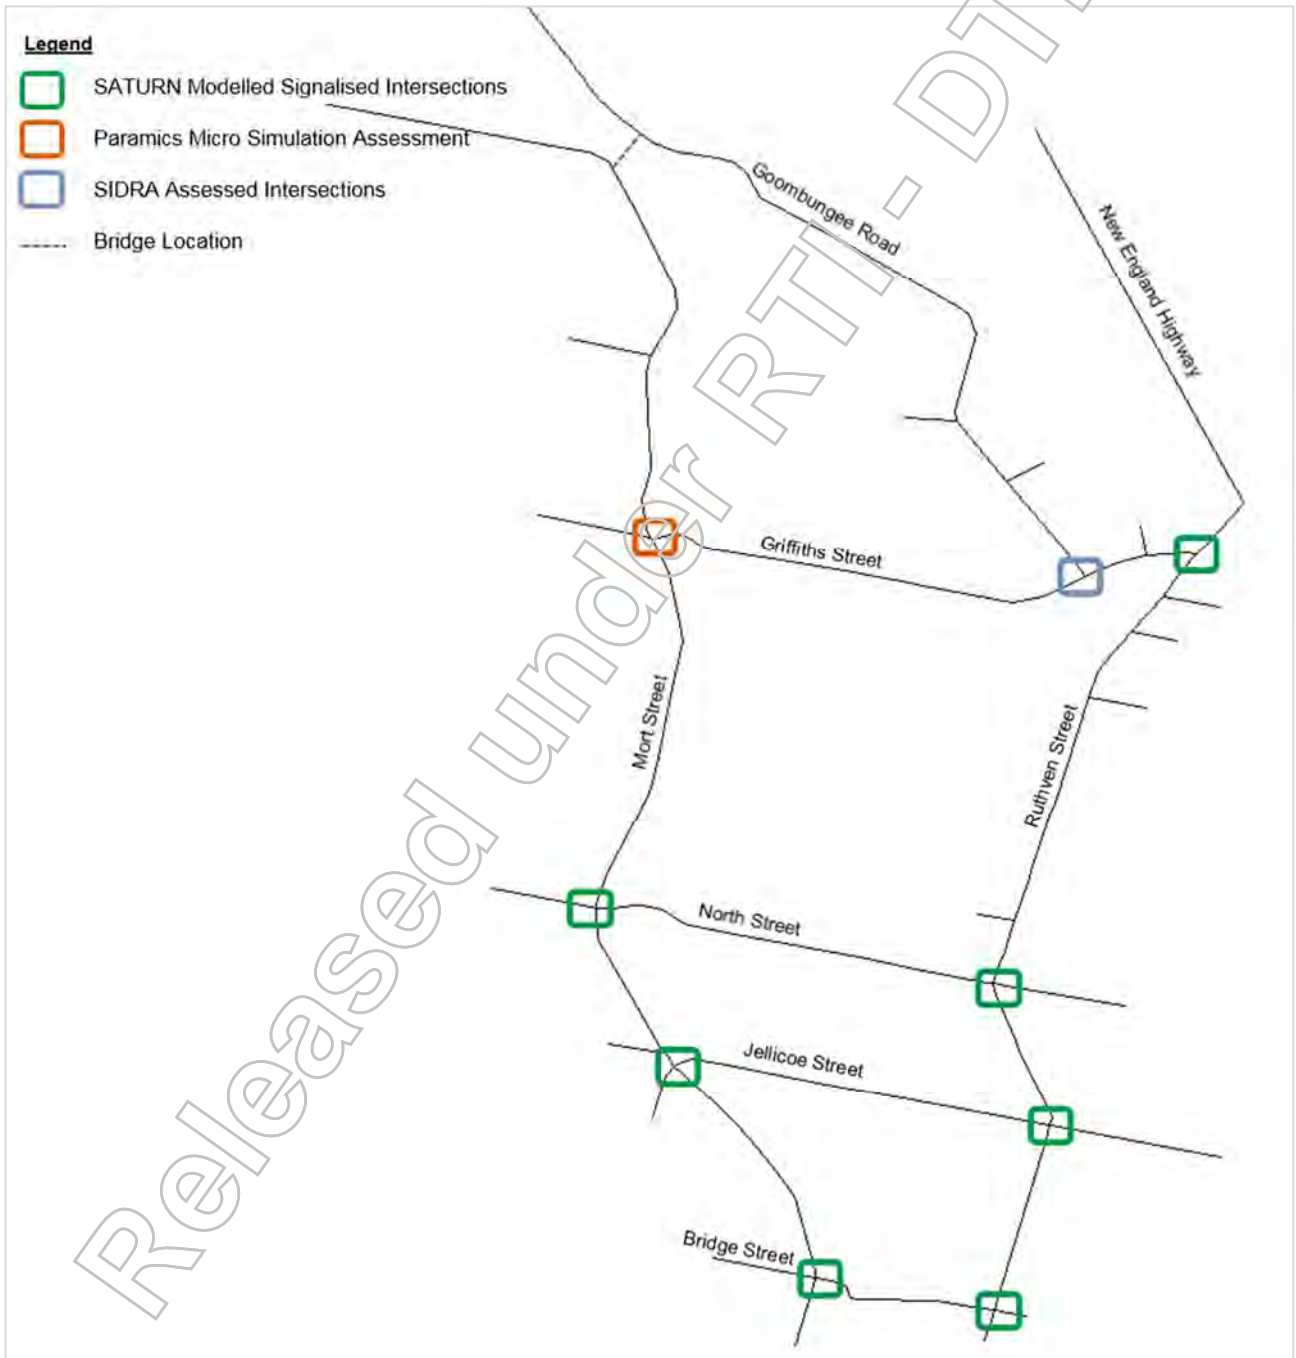 Legend
SATURN Modelled Signalised Intersections
Paramics Micro Simulation Assessment
SIDRA Assessed Intersections
Bridge Location
Goombungee Road
New England Highway
Griffiths Street
Mort Street
Ruthven Street
North Street
Jellicoe Street
Bridge Street
Released under RTI - DT